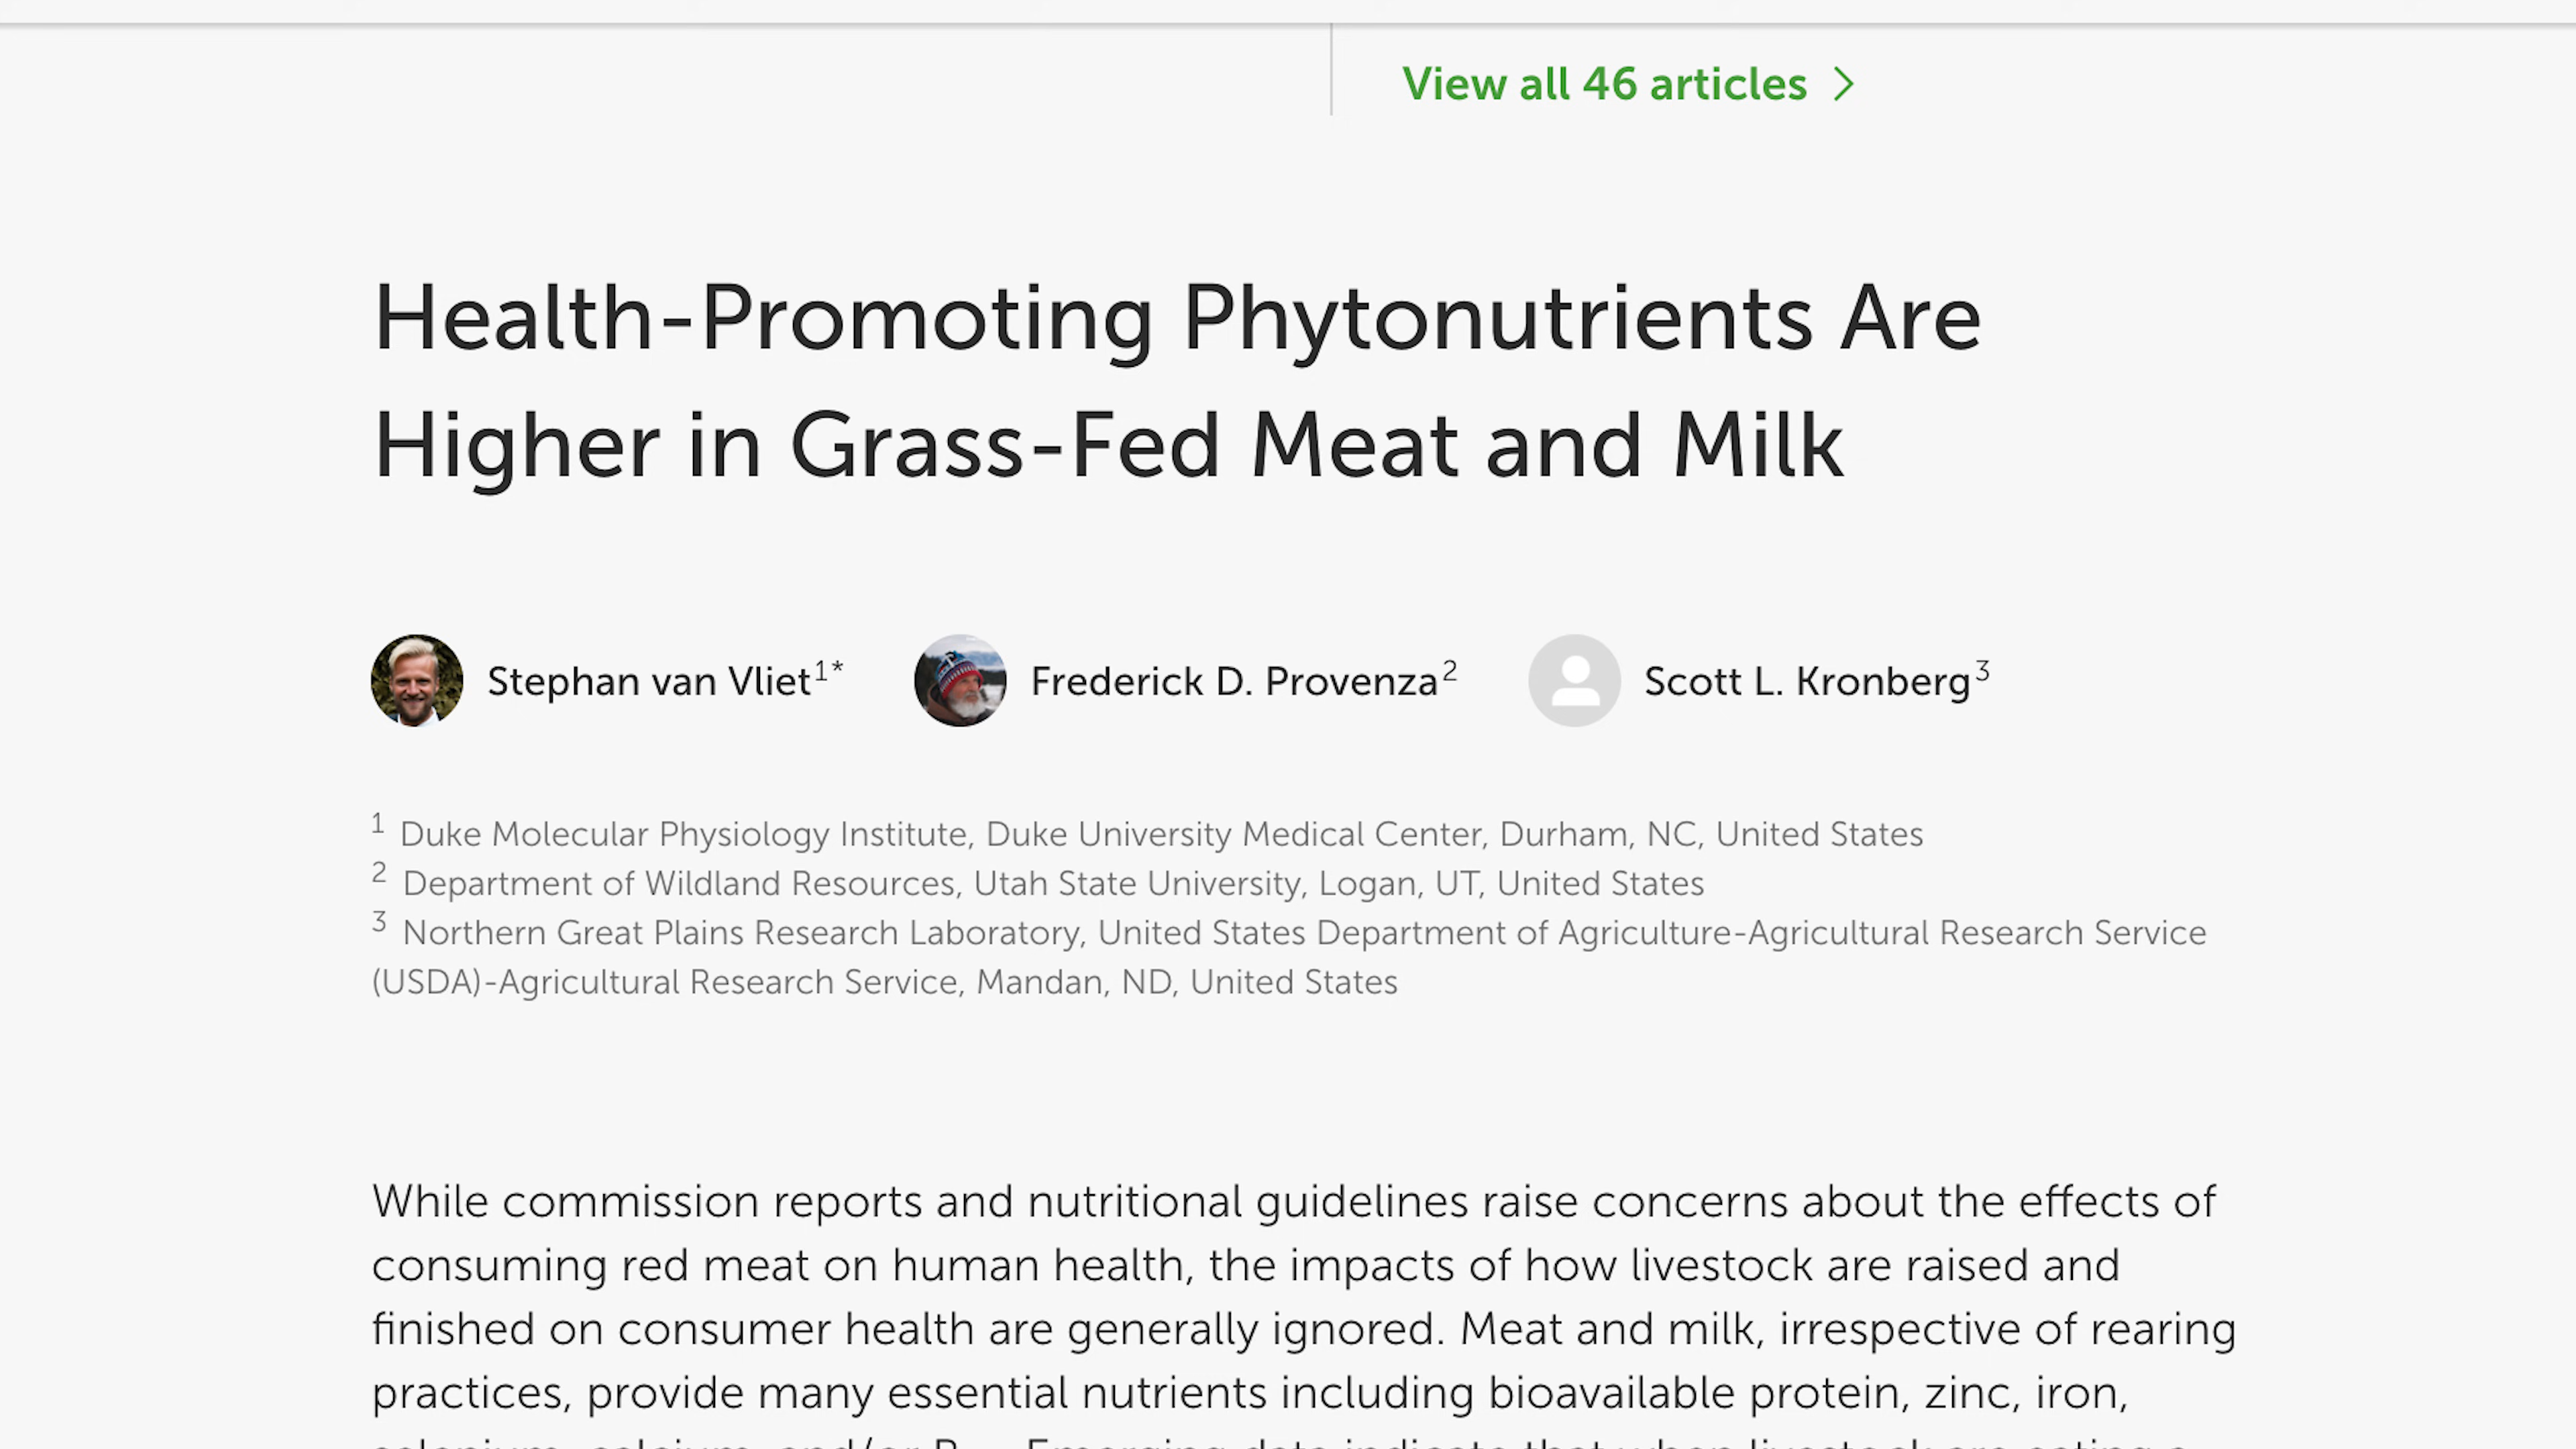 View all 46 articles
Health-Promoting Phytonutrients Are
Higher in Grass-Fed Meat and Milk
Stephan van Vliet1* Frederick D. Provenza2 Scott L. Kronberg3
1 Duke Molecular Physiology Institute, Duke University Medical Center, Durham, NC, United States
2 Department of Wildland Resources, Utah State University, Logan, UT, United States
3 Northern Great Plains Research Laboratory, United States Department of Agriculture-Agricultural Research Service
(USDA)-Agricultural Research Service, Mandan, ND, United States
While commission reports and nutritional guidelines raise concerns about the effects of
consuming red meat on human health, the impacts of how livestock are raised and
finished on consumer health are generally ignored. Meat and milk, irrespective of rearing
practices, provide many essential nutrients including bioavailable protein, zinc, iron,